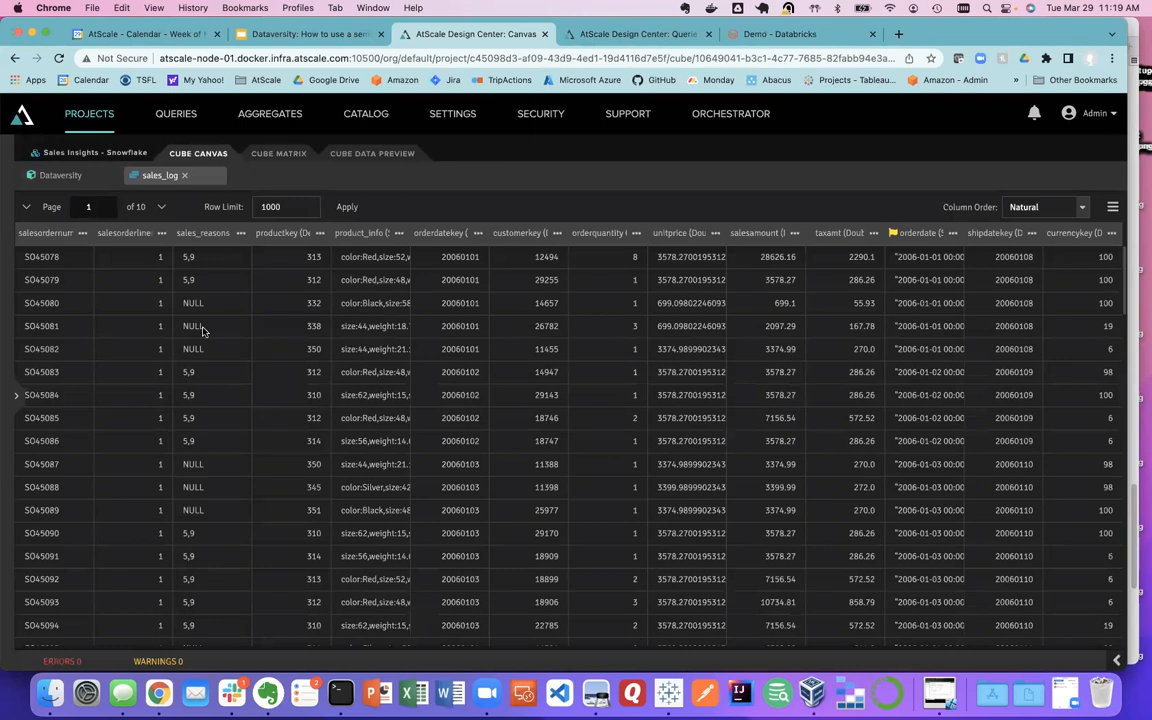 Chrome File Edit View History Bookmarks Profiles Tab Window Help Tue Mar 29 11:19 AM
AtScale - Calendar - Week of M Dataversity: How to use a sem AtScale Design Center: Canvas AtScale Design Center: Querie Demo - Databricks
Not Secure atscale-node-01.docker.infra.atscale.com:10500/org/default/project/c45098d3-af09-43d9-4ed1-19d4116d7e5f/cube/10649041-b3c1-4c77-7685-82fabb94e3a...
Apps Calendar TSFL My Yahoo! AtScale Google Drive Amazon Jira TripActions Microsoft Azure GitHub Monday Abacus Projects - Tableau... Amazon - Admin » Other Bookmarks
PROJECTS QUERIES AGGREGATES CATALOG SETTINGS SECURITY SUPPORT ORCHESTRATOR Admin
Sales Insights - Snowflake CUBE CANVAS CUBE MATRIX CUBE DATA PREVIEW
Dataversity sales_log
Page 1 of 10 Row Limit: 1000 Apply Column Order: Natural
salesordernum salesorderline sales_reasons productkey (De product_info (S orderdatekey ( customerkey (I orderquantity ( unitprice (Dou salesamount (I taxamt (Doubl orderdate (S shipdatekey (D currencykey (D
SO45078 1 5,9 313 color:Red,size:52,w 20060101 12494 8 3578.2700195312 28626.16 2290.1 "2006-01-01 00:00 20060108 100
SO45079 1 5,9 312 color:Red,size:48,w 20060101 29255 1 3578.2700195312 3578.27 286.26 "2006-01-01 00:00 20060108 100
SO45080 1 NULL 332 color:Black,size:58 20060101 14657 1 699.09802246093 699.1 55.93 "2006-01-01 00:00 20060108 100
SO45081 1 NULL 338 size:44,weight:18. 20060101 26782 3 699.09802246093 2097.29 167.78 "2006-01-01 00:00 20060108 19
SO45082 1 NULL 350 size:44,weight:21. 20060101 11455 1 3374.9899902343 3374.99 270.0 "2006-01-01 00:00 20060108 6
SO45083 1 5,9 312 color:Red,size:48,w 20060102 14947 1 3578.2700195312 3578.27 286.26 "2006-01-02 00:00 20060109 98
SO45084 1 5,9 310 size:62,weight:15, 20060102 29143 1 3578.2700195312 3578.27 286.26 "2006-01-02 00:00 20060109 6
SO45085 1 5,9 312 color:Red,size:48,w 20060102 18746 2 3578.2700195312 7156.54 572.52 "2006-01-02 00:00 20060109 6
SO45086 1 5,9 314 size:56,weight:14.( 20060102 18747 1 3578.2700195312 3578.27 286.26 "2006-01-02 00:00 20060109 6
SO45087 1 NULL 350 size:44,weight:21. 20060103 11388 1 3374.9899902343 3374.99 270.0 "2006-01-03 00:00 20060110 98
SO45088 1 NULL 345 color:Silver,size:42 20060103 11398 1 3399.9899902343 3399.99 272.0 "2006-01-03 00:00 20060110 98
SO45089 1 NULL 351 color:Black,size:48 20060103 25977 1 3374.9899902343 3374.99 270.0 "2006-01-03 00:00 20060110 100
SO45090 1 5,9 310 size:62,weight:15, 20060103 29170 1 3578.2700195312 3578.27 286.26 "2006-01-03 00:00 20060110 100
SO45091 1 5,9 314 size:56,weight:14.( 20060103 18909 1 3578.2700195312 3578.27 286.26 "2006-01-03 00:00 20060110 6
SO45092 1 5,9 313 color:Red,size:52,w 20060103 18899 2 3578.2700195312 7156.54 572.52 "2006-01-03 00:00 20060110 6
SO45093 1 5,9 312 color:Red,size:48,w 20060103 18906 3 3578.2700195312 10734.81 858.79 "2006-01-03 00:00 20060110 6
SO45094 1 5,9 310 size:62,weight:15, 20060103 22785 2 3578.2700195312 7156.54 572.52 "2006-01-03 00:00 20060110 19
ERRORS 0 WARNINGS 0
1 2